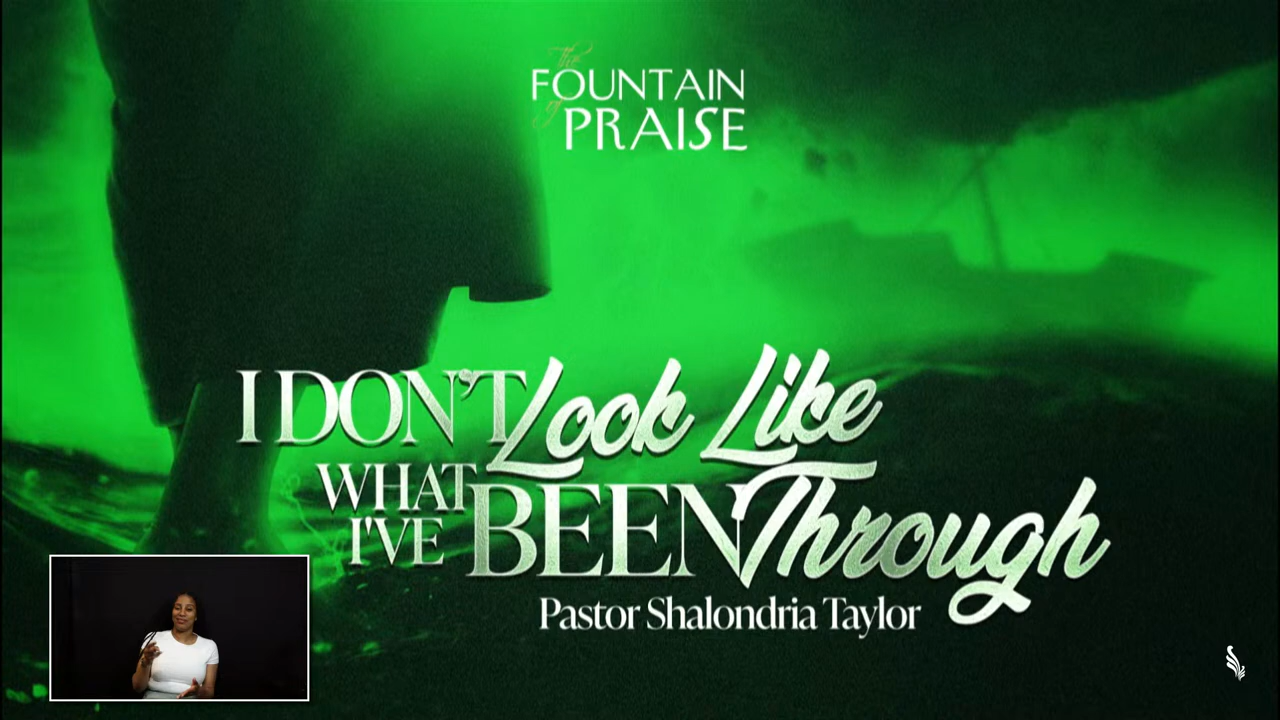 the
FOUNTAIN
of
PRAISE
I DON'T Look Like
WHAT I'VE BEEN Through
Pastor Shalondria Taylor